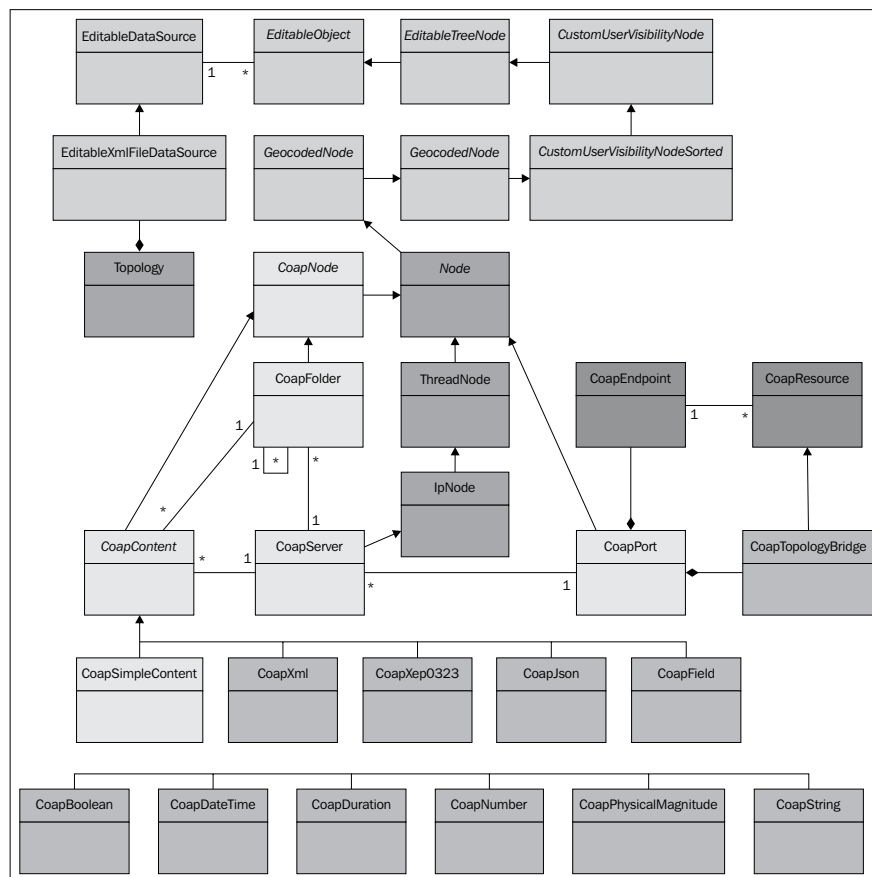 EditableDataSource
EditableObject
EditableTreeNode
CustomUserVisibilityNode
1
*
EditableXmlFileDataSource
GeocodedNode
GeocodedNode
CustomUserVisibilityNodeSorted
Topology
CoapNode
Node
CoapFolder
ThreadNode
CoapEndpoint
CoapResource
1
*
1
1
*
*
IpNode
*
1
CoapContent
CoapServer
CoapPort
CoapTopologyBridge
*
1
*
1
CoapSimpleContent
CoapXml
CoapXep0323
CoapJson
CoapField
CoapBoolean
CoapDateTime
CoapDuration
CoapNumber
CoapPhysicalMagnitude
CoapString